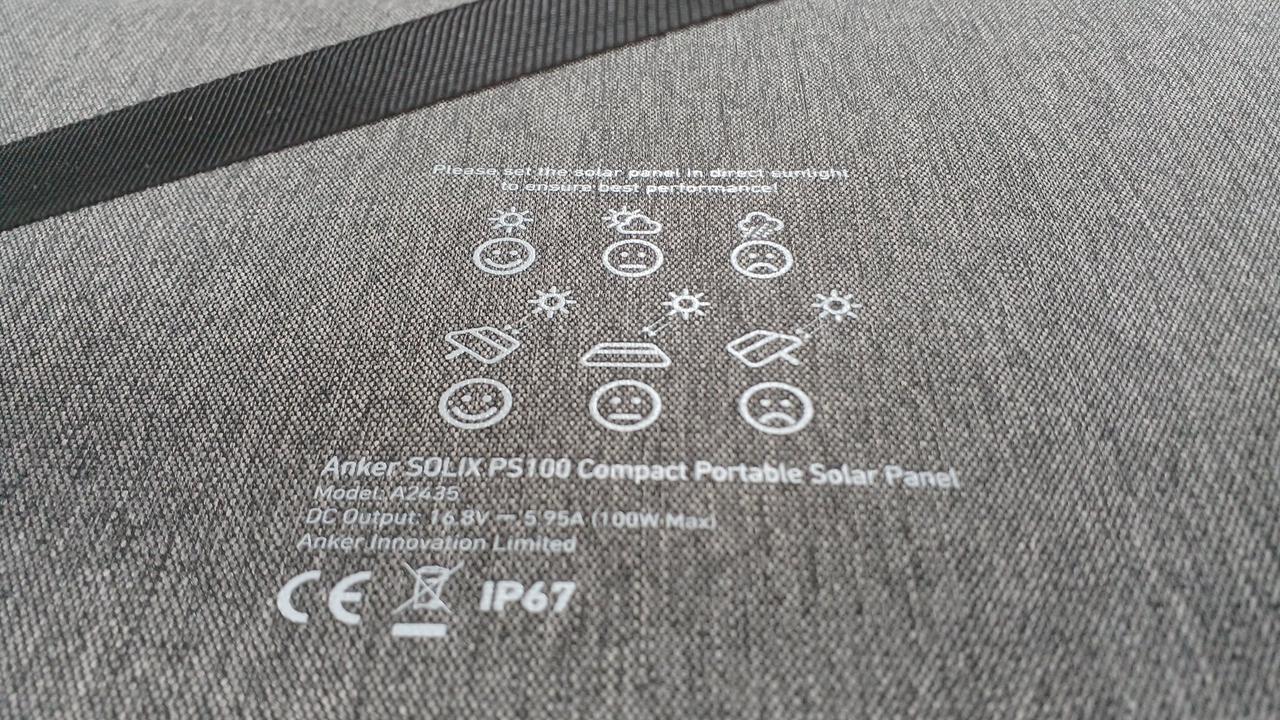 Please set the solar panel in direct sunlight
to ensure best performance!
Anker SOLIX PS100 Compact Portable Solar Panel
Model: A2435
DC Output: 16.8V ⎓ 5.95A (100W Max)
Anker Innovation Limited
CE IP67